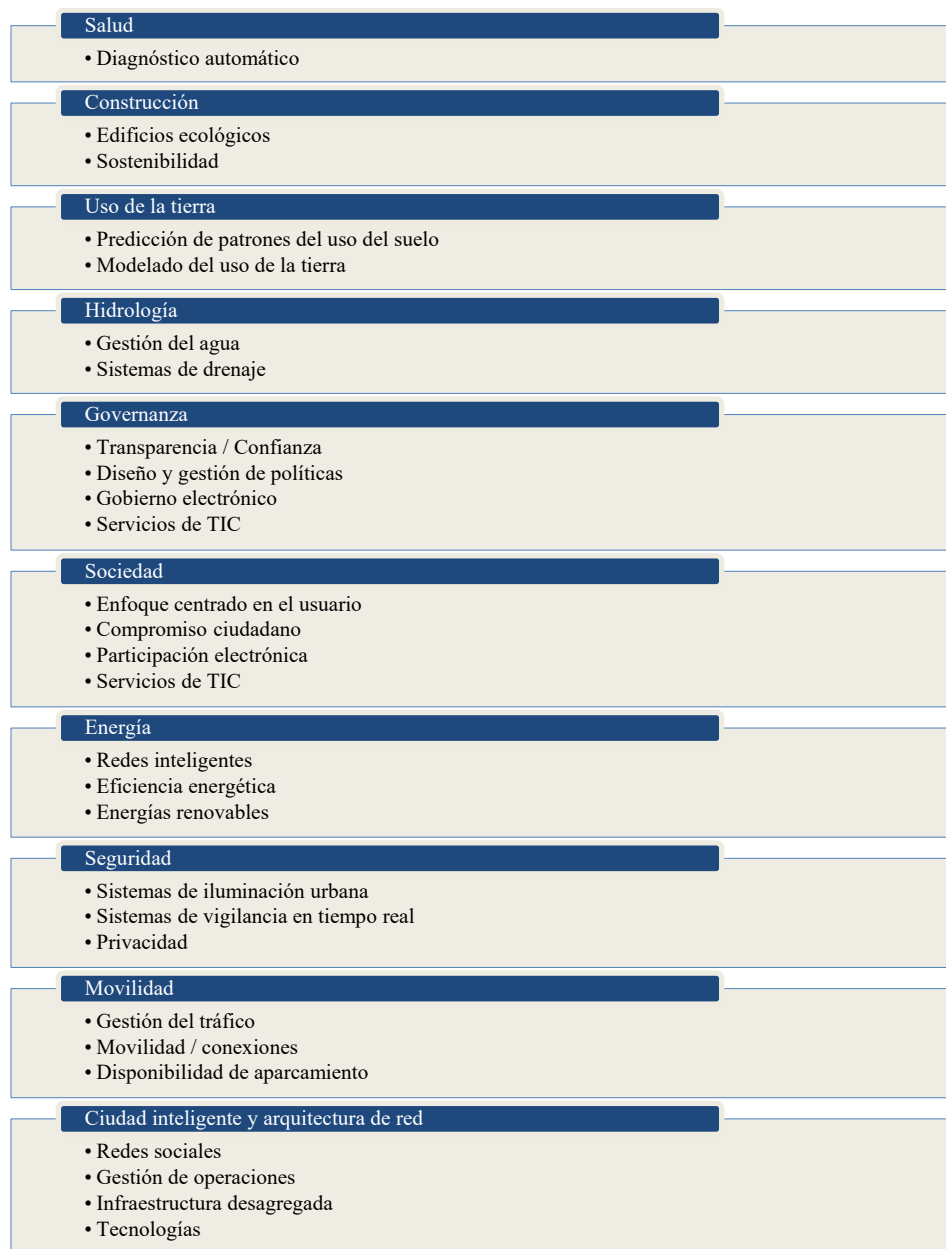 Salud
• Diagnóstico automático
Construcción
• Edificios ecológicos
• Sostenibilidad
Uso de la tierra
• Predicción de patrones del uso del suelo
• Modelado del uso de la tierra
Hidrología
• Gestión del agua
• Sistemas de drenaje
Governanza
• Transparencia / Confianza
• Diseño y gestión de políticas
• Gobierno electrónico
• Servicios de TIC
Sociedad
• Enfoque centrado en el usuario
• Compromiso ciudadano
• Participación electrónica
• Servicios de TIC
Energía
• Redes inteligentes
• Eficiencia energética
• Energías renovables
Seguridad
• Sistemas de iluminación urbana
• Sistemas de vigilancia en tiempo real
• Privacidad
Movilidad
• Gestión del tráfico
• Movilidad / conexiones
• Disponibilidad de aparcamiento
Ciudad inteligente y arquitectura de red
• Redes sociales
• Gestión de operaciones
• Infraestructura desagregada
• Tecnologías